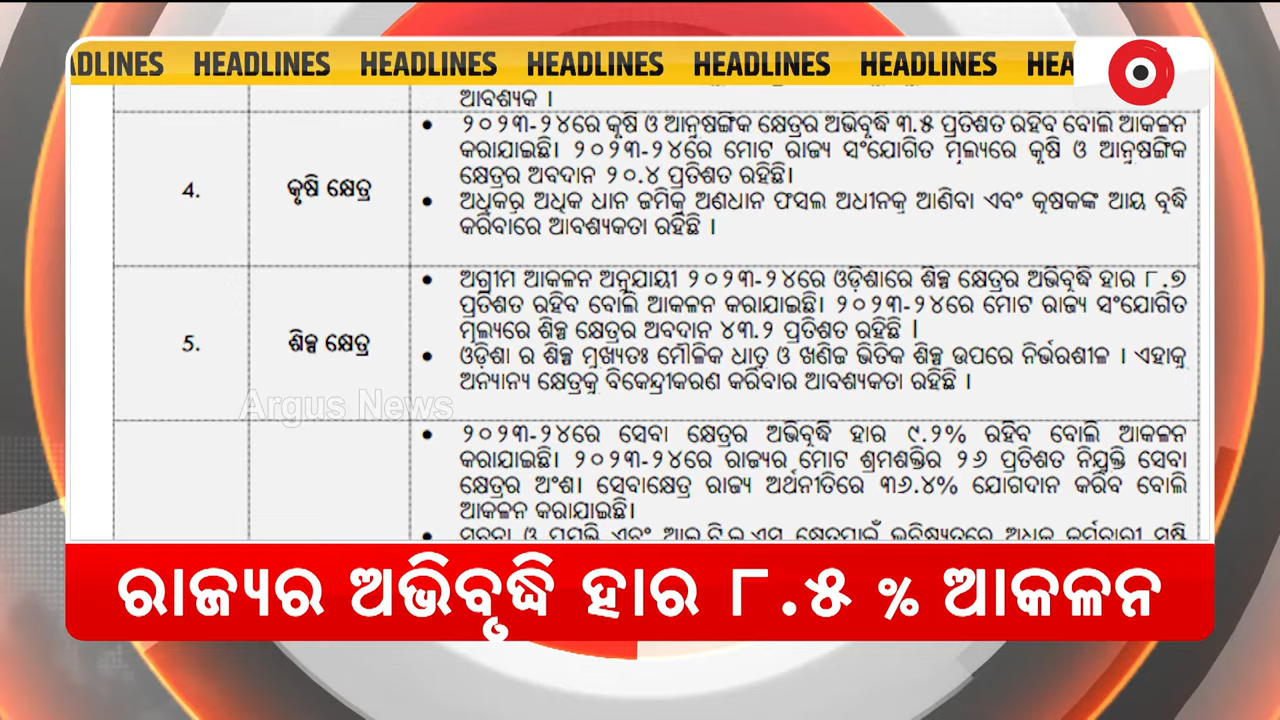 HEADLINES HEADLINES HEADLINES HEADLINES HEADLINES
ଆବଶ୍ୟକ ।
4.
କୃଷି କ୍ଷେତ୍ର
• ୨୦୨୩-୨୪ରେ କୃଷି ଓ ଆନୁଷଙ୍ଗିକ କ୍ଷେତ୍ରର ଅଭିବୃଦ୍ଧି ୩.୫ ପ୍ରତିଶତ ରହିବ ବୋଲି ଆକଳନ
କରାଯାଇଛି। ୨୦୨୩-୨୪ରେ ମୋଟ ରାଜ୍ୟ ସଂଯୋଗିତ ମୂଲ୍ୟରେ କୃଷି ଓ ଆନୁଷଙ୍ଗିକ
କ୍ଷେତ୍ରର ଅବଦାନ ୨୦.୪ ପ୍ରତିଶତ ରହିଛି।
• ଅଧିକରୁ ଅଧିକ ଧାନ ଜମିକୁ ଅଣଧାନ ଫସଲ ଅଧୀନକୁ ଆଣିବା ଏବଂ କୃଷକଙ୍କ ଆୟ ବୃଦ୍ଧି
କରିବାରେ ଆବଶ୍ୟକତା ରହିଛି ।
5.
ଶିଳ୍ପ କ୍ଷେତ୍ର
• ଅଗ୍ରୀମ ଆକଳନ ଅନୁଯାୟୀ ୨୦୨୩-୨୪ରେ ଓଡ଼ିଶାରେ ଶିଳ୍ପ କ୍ଷେତ୍ରର ଅଭିବୃଦ୍ଧି ହାର ୮.୭
ପ୍ରତିଶତ ରହିବ ବୋଲି ଆକଳନ କରାଯାଇଛି। ୨୦୨୩-୨୪ରେ ମୋଟ ରାଜ୍ୟ ସଂଯୋଗିତ
ମୂଲ୍ୟରେ ଶିଳ୍ପ କ୍ଷେତ୍ରର ଅବଦାନ ୪୩.୨ ପ୍ରତିଶତ ରହିଛି ।
• ଓଡ଼ିଶା ର ଶିଳ୍ପ ମୁଖ୍ୟତଃ ମୌଳିକ ଧାତୁ ଓ ଖଣିଜ ଭିତିକ ଶିଳ୍ପ ଉପରେ ନିର୍ଭରଶୀଳ । ଏହାକୁ
ଅନ୍ୟାନ୍ୟ କ୍ଷେତ୍ରକୁ ବିକେନ୍ଦ୍ରୀକରଣ କରିବାର ଆବଶ୍ୟକତା ରହିଛି ।
Argus News
• ୨୦୨୩-୨୪ରେ ସେବା କ୍ଷେତ୍ରର ଅଭିବୃଦ୍ଧି ହାର ୯.୨% ରହିବ ବୋଲି ଆକଳନ
କରାଯାଇଛି। ୨୦୨୩-୨୪ରେ ରାଜ୍ୟର ମୋଟ ଶ୍ରମଶକ୍ତିର ୨୬ ପ୍ରତିଶତ ନିଯୁକ୍ତି ସେବା
କ୍ଷେତ୍ରର ଅଂଶ। ସେବାକ୍ଷେତ୍ର ରାଜ୍ୟ ଅର୍ଥନୀତିରେ ୩୬.୪% ଯୋଗଦାନ କରିବ ବୋଲି
ଆକଳନ କରାଯାଇଛି।
ରାଜ୍ୟର ଅଭିବୃଦ୍ଧି ହାର ୮.୫ % ଆକଳନ